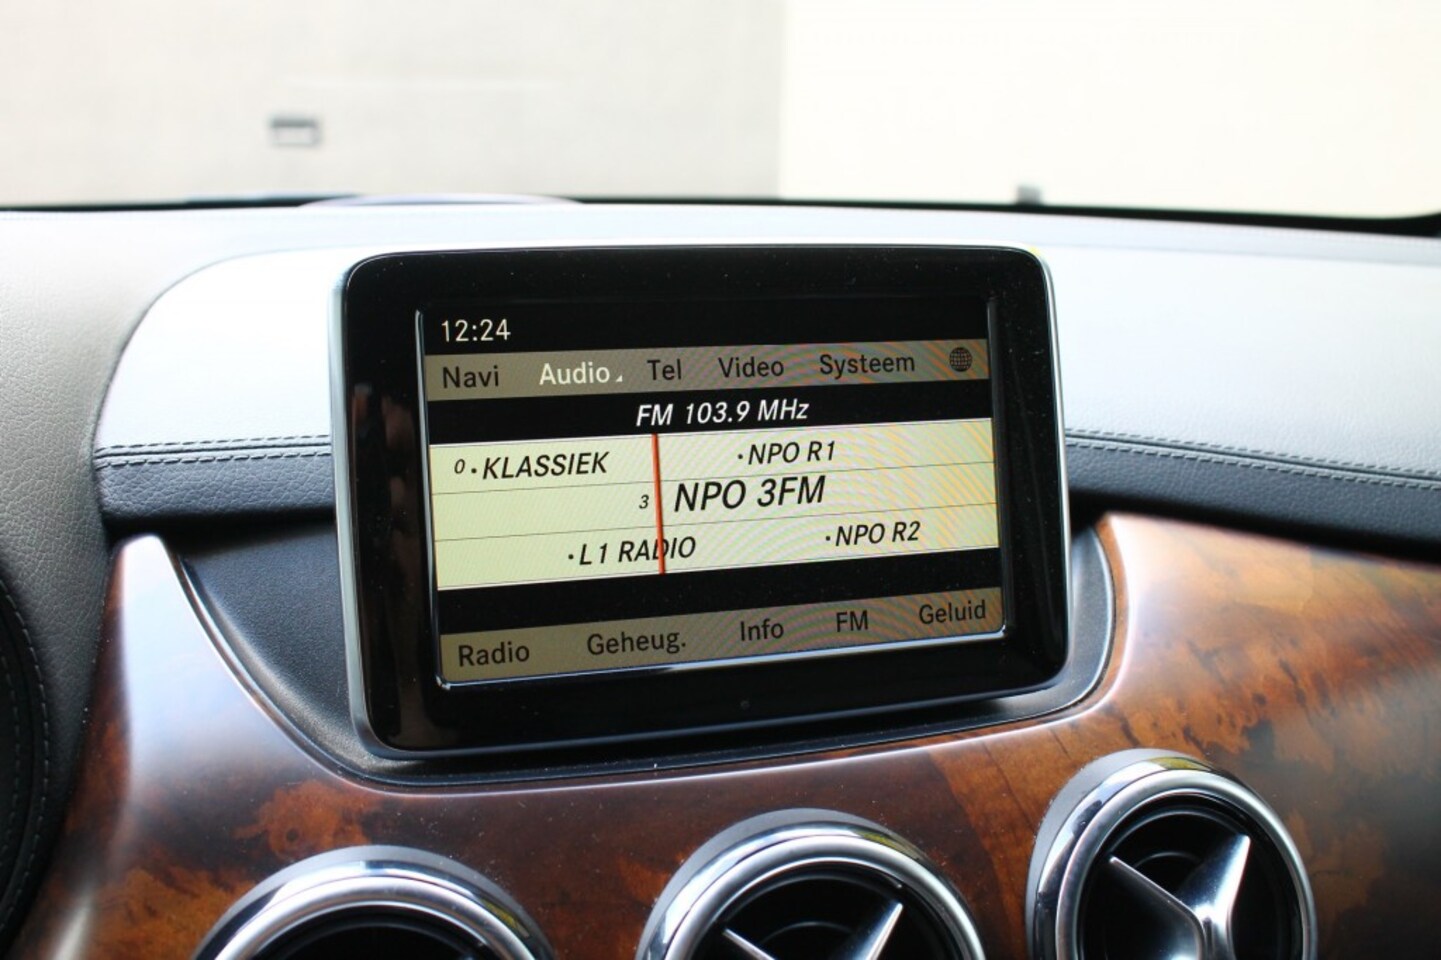 12:24
Navi Audio Tel Video Systeem
FM 103.9 MHz
0 ·KLASSIEK ·NPO R1
3 NPO 3FM
·L1 RADIO ·NPO R2
Radio Geheug. Info FM Geluid